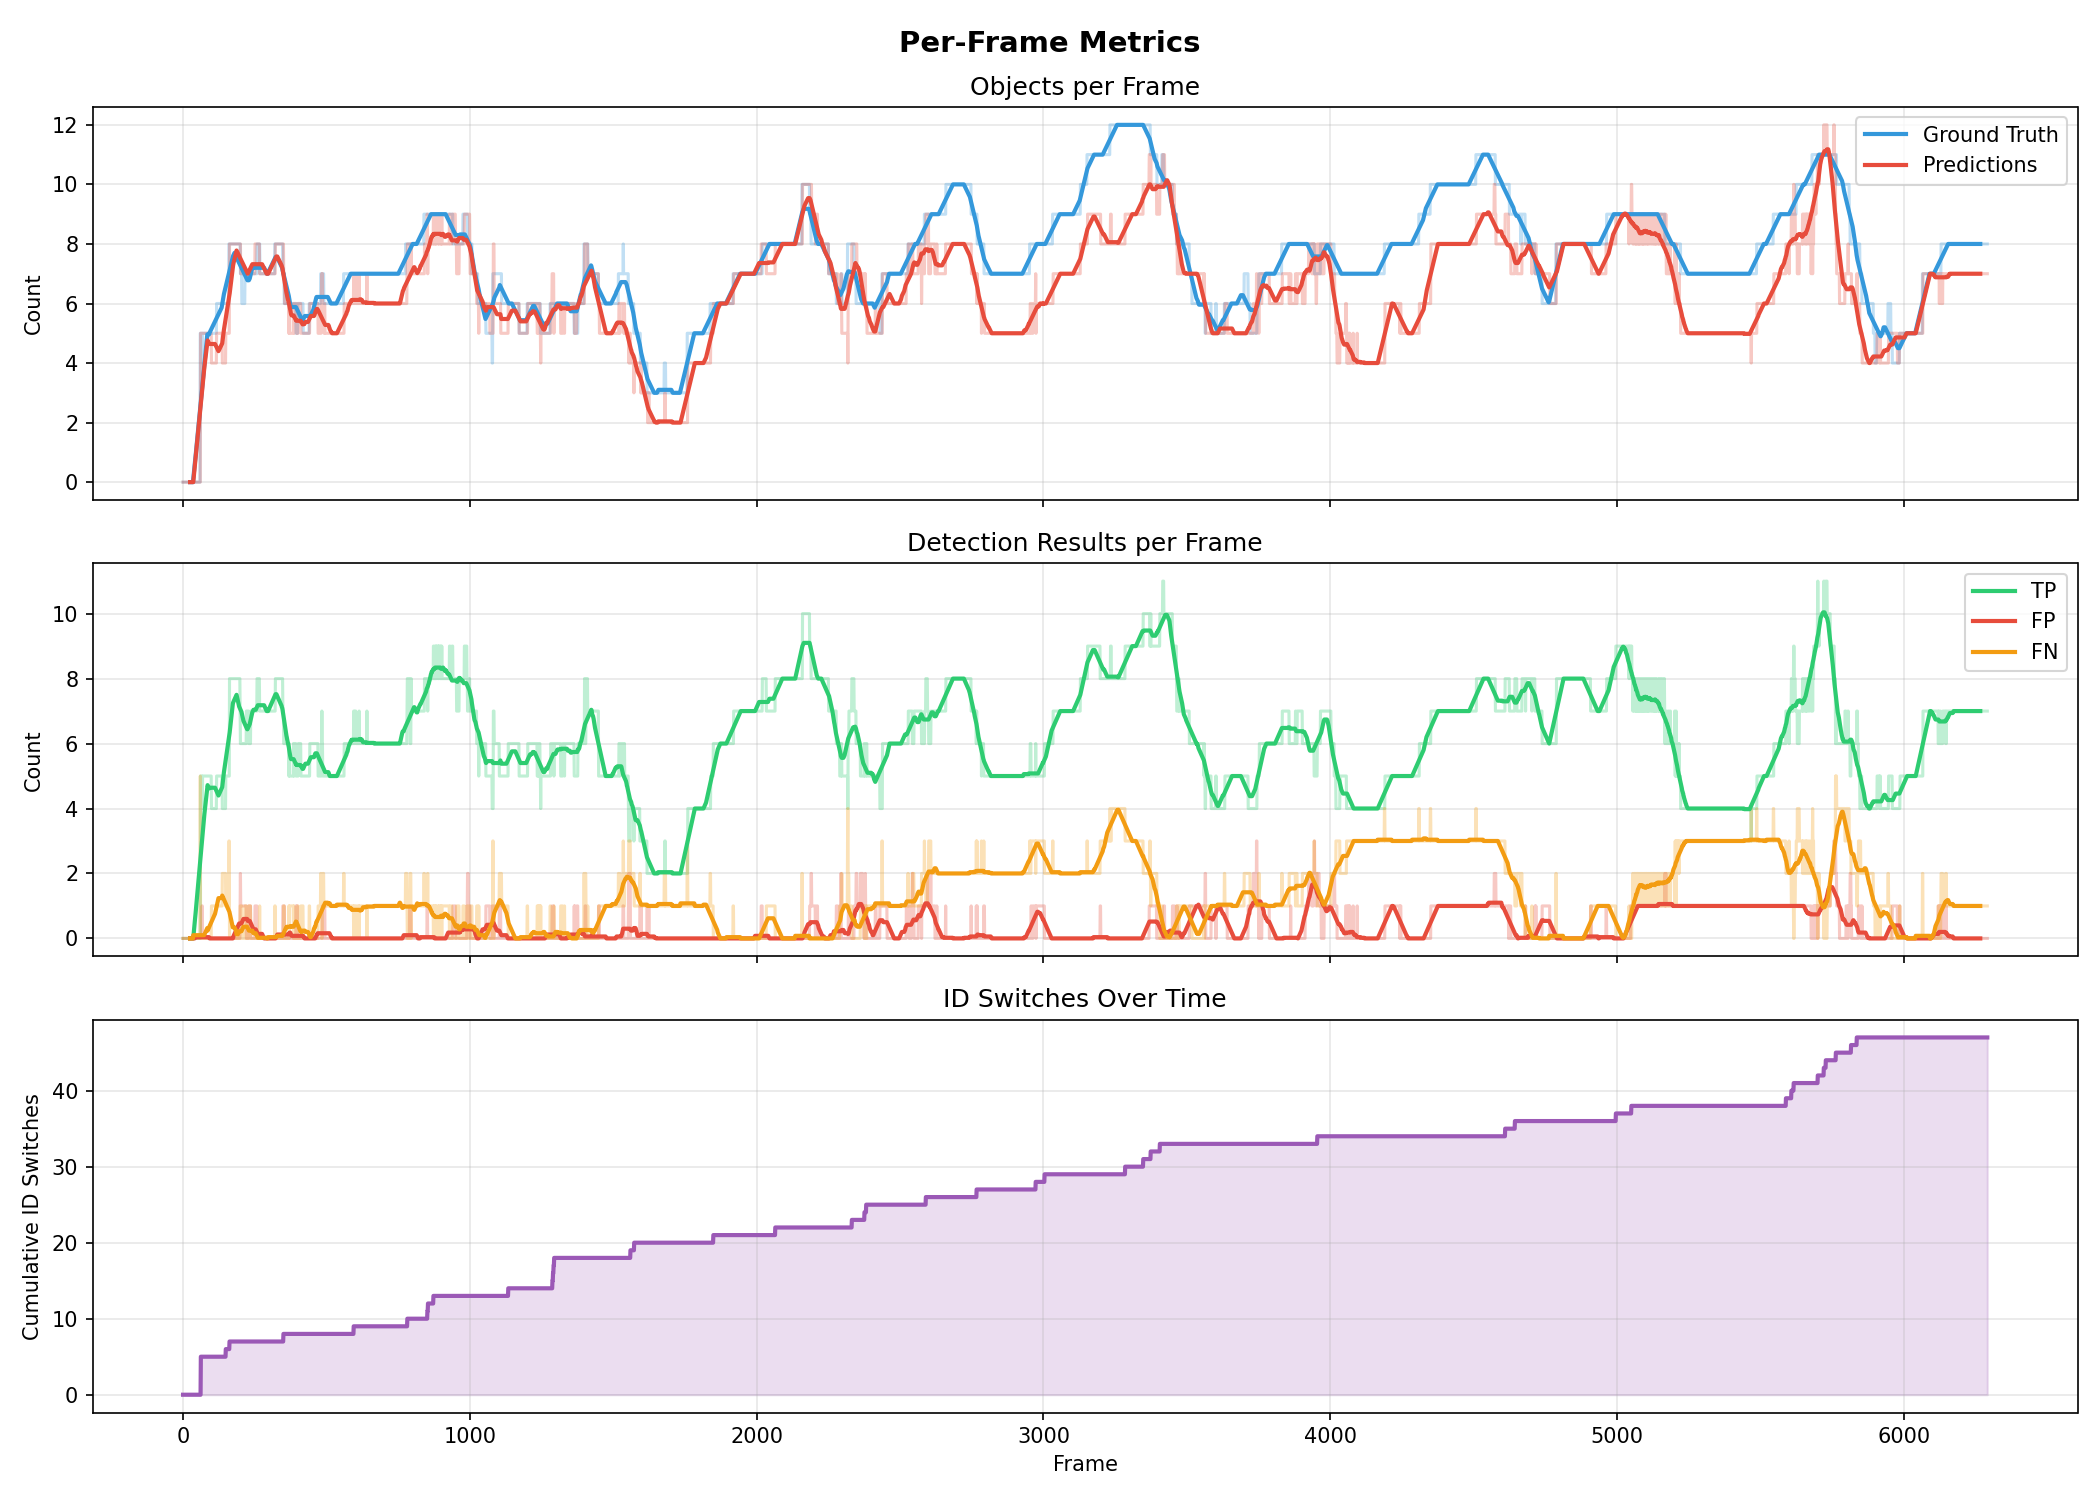 Per-Frame Metrics
Objects per Frame
12
10
8
6
4
2
0
Count
Ground Truth
Predictions
Detection Results per Frame
10
8
6
4
2
0
Count
TP
FP
FN
ID Switches Over Time
40
30
20
10
0
Cumulative ID Switches
0 1000 2000 3000 4000 5000 6000
Frame